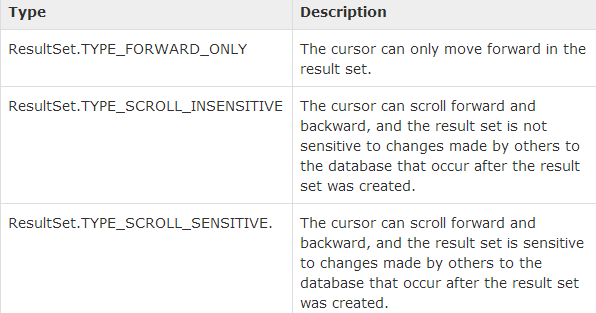 Type Description
ResultSet.TYPE_FORWARD_ONLY The cursor can only move forward in the
result set.
ResultSet.TYPE_SCROLL_INSENSITIVE The cursor can scroll forward and
backward, and the result set is not
sensitive to changes made by others to
the database that occur after the result
set was created.
ResultSet.TYPE_SCROLL_SENSITIVE. The cursor can scroll forward and
backward, and the result set is sensitive
to changes made by others to the
database that occur after the result set
was created.